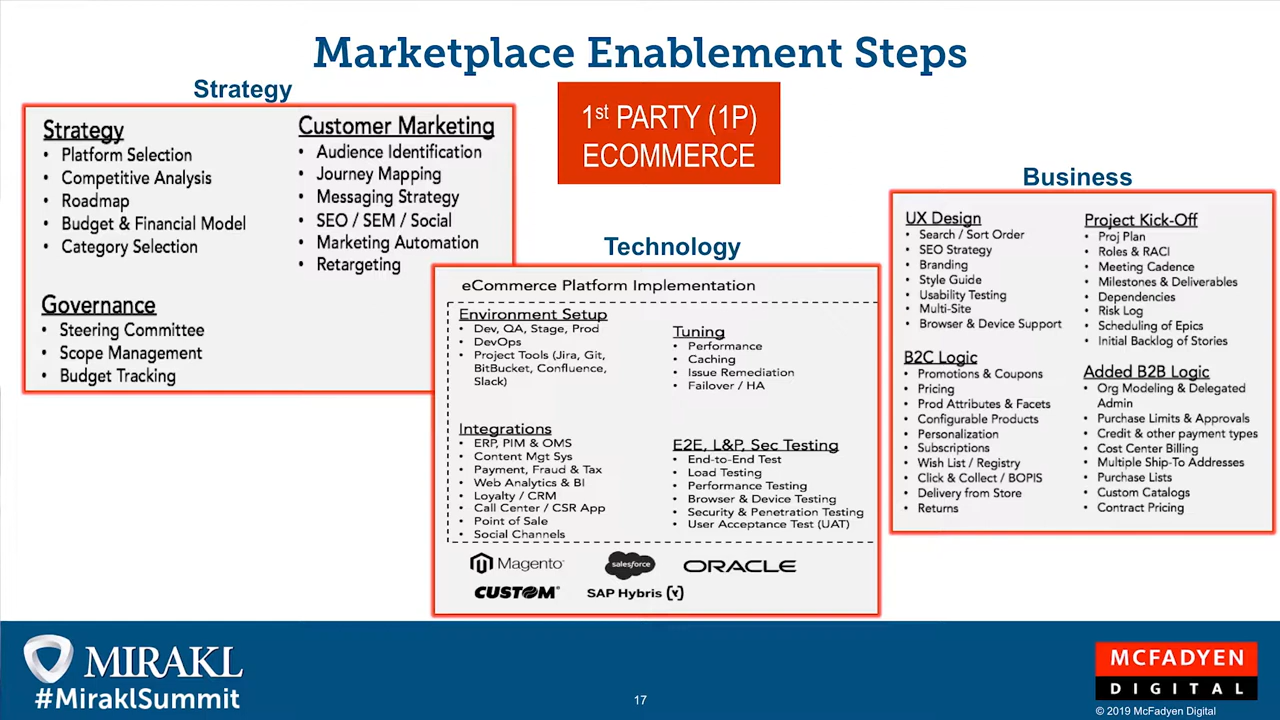 Marketplace Enablement Steps
Strategy
Strategy
• Platform Selection
• Competitive Analysis
• Roadmap
• Budget & Financial Model
• Category Selection
Governance
• Steering Committee
• Scope Management
• Budget Tracking
Customer Marketing
• Audience Identification
• Journey Mapping
• Messaging Strategy
• SEO / SEM / Social
• Marketing Automation
• Retargeting
1st PARTY (1P)
ECOMMERCE
Technology
eCommerce Platform Implementation
Environment Setup
• Dev, QA, Stage, Prod
• DevOps
• Project Tools (Jira, Git,
BitBucket, Confluence,
Slack)
Integrations
• ERP, PIM & OMS
• Content Mgt Sys
• Payment, Fraud & Tax
• Web Analytics & BI
• Loyalty / CRM
• Call Center / CSR App
• Point of Sale
• Social Channels
Tuning
• Performance
• Caching
• Issue Remediation
• Failover / HA
E2E, L&P, Sec Testing
• End-to-End Test
• Load Testing
• Performance Testing
• Browser & Device Testing
• Security & Penetration Testing
• User Acceptance Test (UAT)
Magento
salesforce
ORACLE
CUSTOM
SAP Hybris (Y)
Business
UX Design
• Search / Sort Order
• SEO Strategy
• Branding
• Style Guide
• Usability Testing
• Multi-Site
• Browser & Device Support
B2C Logic
• Promotions & Coupons
• Pricing
• Prod Attributes & Facets
• Configurable Products
• Personalization
• Subscriptions
• Wish List / Registry
• Click & Collect / BOPIS
• Delivery from Store
• Returns
Project Kick-Off
• Proj Plan
• Roles & RACI
• Meeting Cadence
• Milestones & Deliverables
• Dependencies
• Risk Log
• Scheduling of Epics
• Initial Backlog of Stories
Added B2B Logic
• Org Modeling & Delegated
Admin
• Purchase Limits & Approvals
• Credit & other payment types
• Cost Center Billing
• Multiple Ship-To Addresses
• Purchase Lists
• Custom Catalogs
• Contract Pricing
MIRAKL
#MiraklSummit
17
MCFADYEN
DIGITAL
© 2019 McFadyen Digital